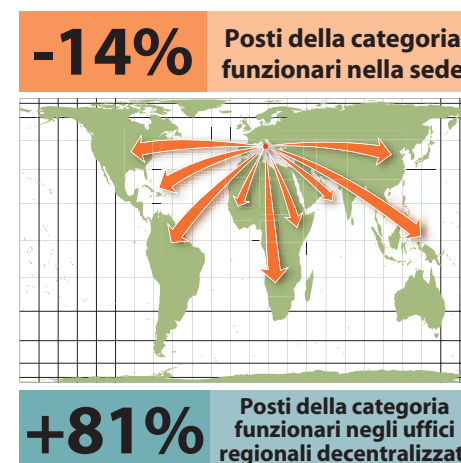 -14%
Posti della categoria
funzionari nella sede
+81%
Posti della categoria
funzionari negli uffici
regionali decentralizzat